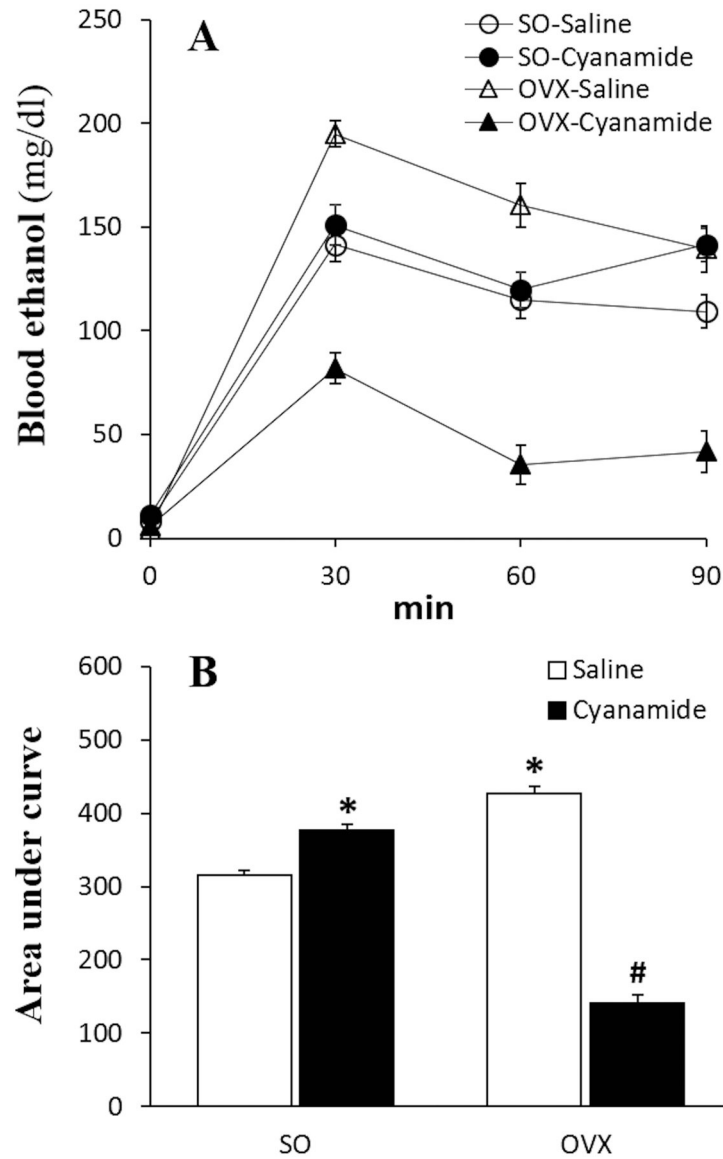 A
SO-Saline
SO-Cyanamide
OVX-Saline
OVX-Cyanamide
Blood ethanol (mg/dl)
250
200
150
100
50
0
0 30 60 90
min
B
Saline
Cyanamide
Area under curve
600
500
400
300
200
100
0
*
*
#
SO OVX